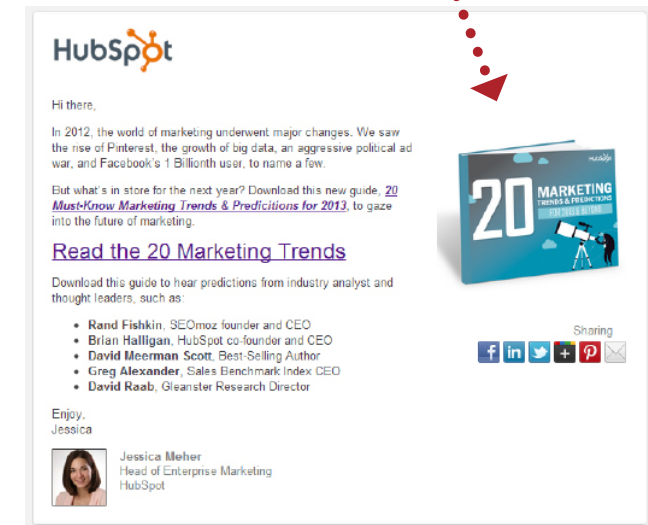 HubSpot
Hi there,
In 2012, the world of marketing underwent major changes. We saw
the rise of Pinterest, the growth of big data, an aggressive political ad
war, and Facebook's 1 Billionth user, to name a few.
But what's in store for the next year? Download this new guide, 20
Must-Know Marketing Trends & Predicitions for 2013, to gaze
into the future of marketing.
Read the 20 Marketing Trends
Download this guide to hear predictions from industry analyst and
thought leaders, such as:
• Rand Fishkin, SEOmoz founder and CEO
• Brian Halligan, HubSpot co-founder and CEO
• David Meerman Scott, Best-Selling Author
• Greg Alexander, Sales Benchmark Index CEO
• David Raab, Gleanster Research Director
Enjoy,
Jessica
Jessica Meher
Head of Enterprise Marketing
HubSpot
HubSpot
20
MARKETING
TRENDS & PREDICTIONS
FOR 2013 & BEYOND
Sharing